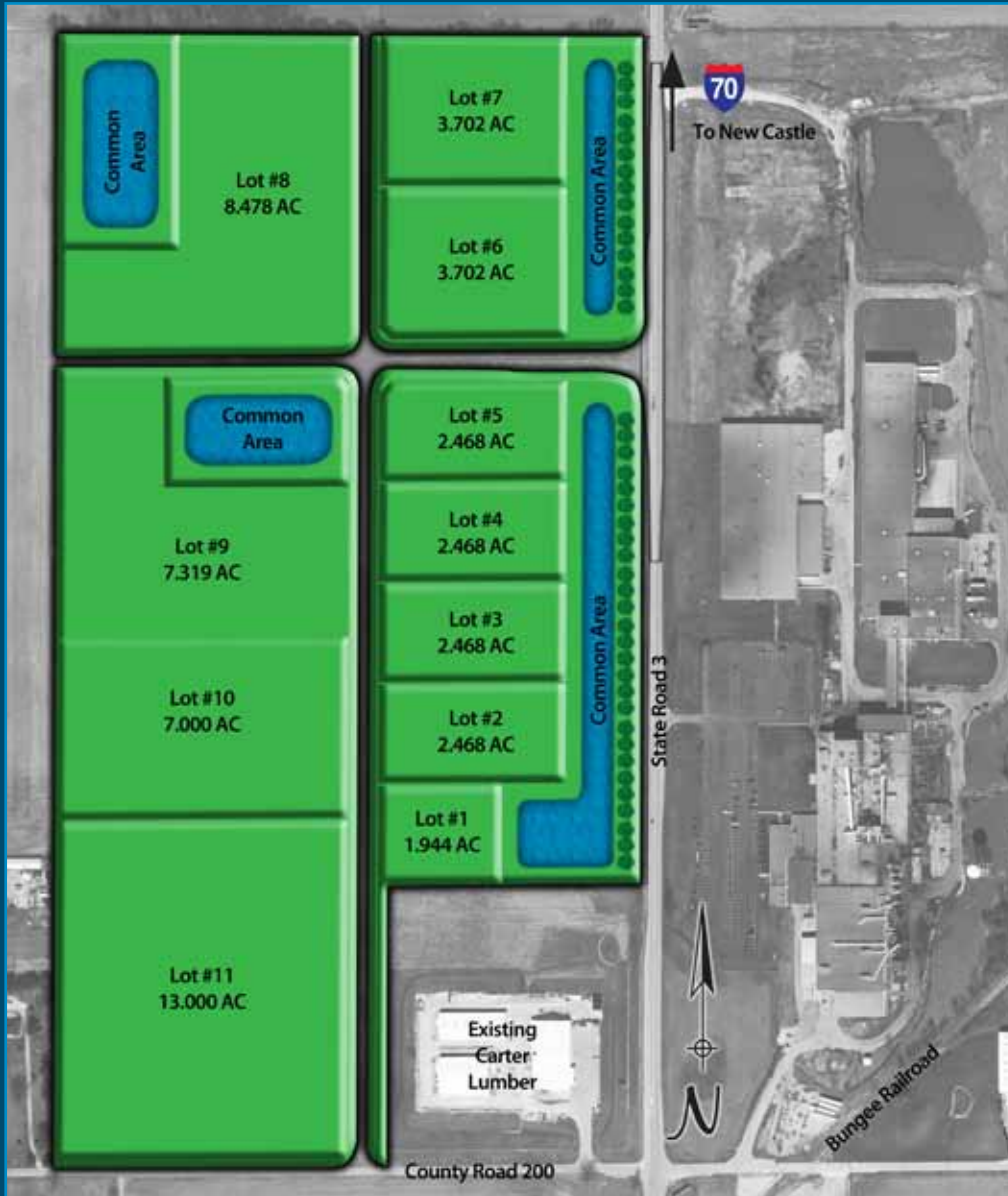 Common
Area
Lot #8
8.478 AC
Lot #7
3.702 AC
Lot #6
3.702 AC
Common Area
70
To New Castle
Common
Area
Lot #9
7.319 AC
Lot #10
7.000 AC
Lot #11
13.000 AC
Lot #5
2.468 AC
Lot #4
2.468 AC
Lot #3
2.468 AC
Lot #2
2.468 AC
Lot #1
1.944 AC
Common Area
State Road 3
Existing
Carter
Lumber
N
Bungee Railroad
County Road 200